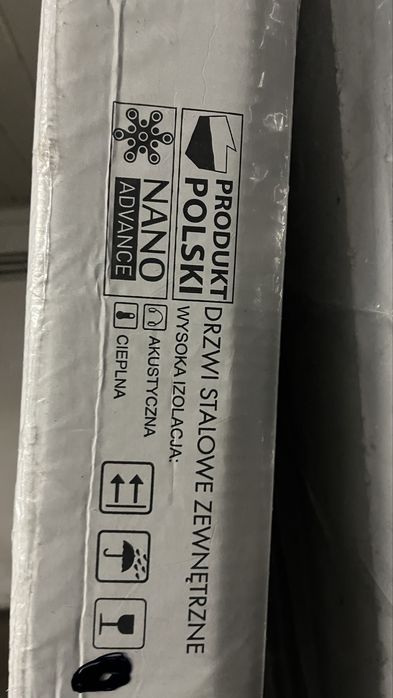 PRODUKT
POLSKI
NANO
ADVANCE
DRZWI STALOWE ZEWNĘTRZNE
WYSOKA IZOLACJA:
AKUSTYCZNA
CIEPLNA